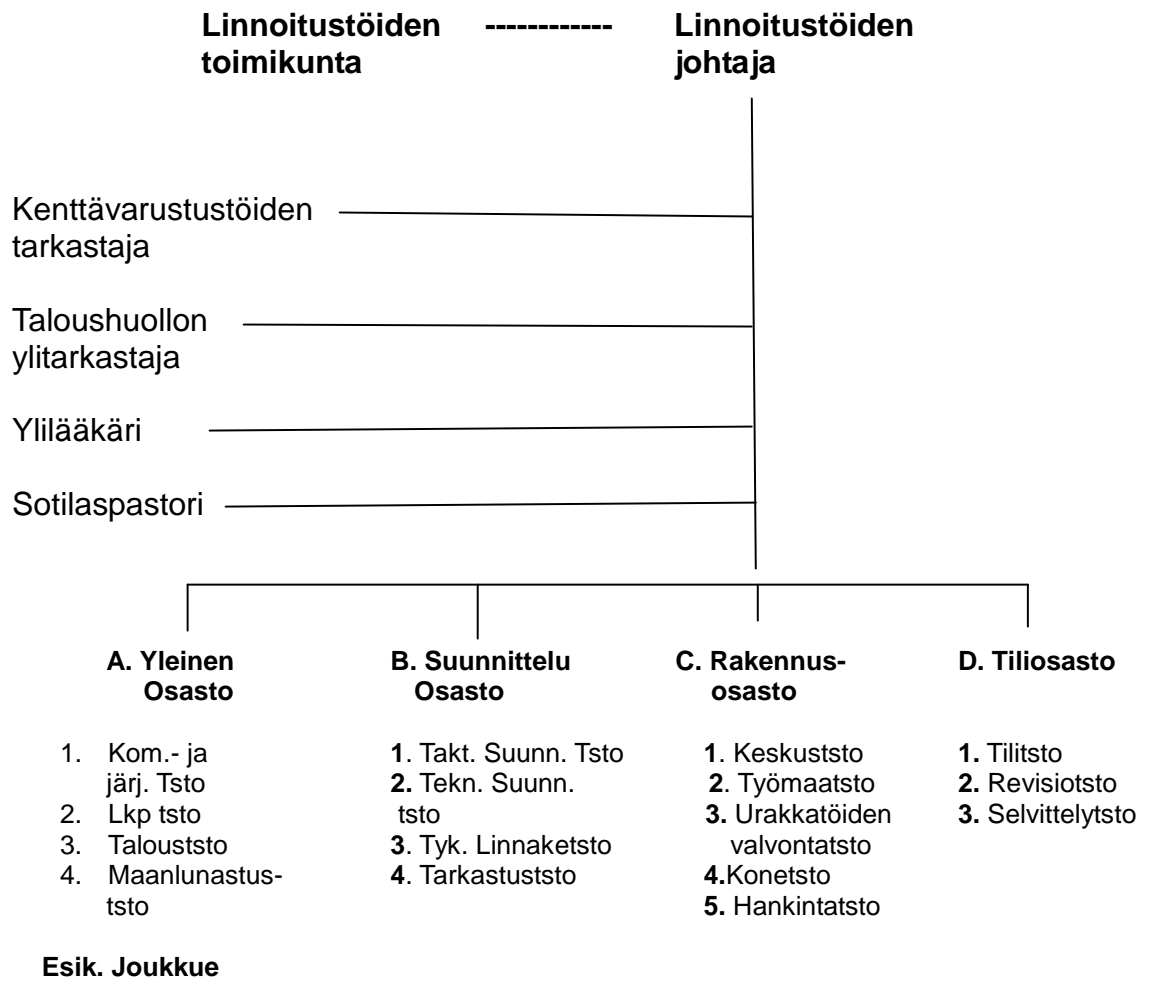 Linnoitustöiden ------------ Linnoitustöiden
toimikunta johtaja
Kenttävarustustöiden
tarkastaja
Taloushuollon
ylitarkastaja
Ylilääkäri
Sotilaspastori
A. Yleinen
Osasto
1. Kom.- ja
järj. Tsto
2. Lkp tsto
3. Talouststo
4. Maanlunastus-
tsto
Esik. Joukkue
B. Suunnittelu
Osasto
1. Takt. Suunn. Tsto
2. Tekn. Suunn.
tsto
3. Tyk. Linnaketsto
4. Tarkastuststo
C. Rakennus-
osasto
1. Keskuststo
2. Työmaatsto
3. Urakkatöiden
valvontatsto
4.Konetsto
5. Hankintatsto
D. Tiliosasto
1. Tilitsto
2. Revisiotsto
3. Selvittelytsto